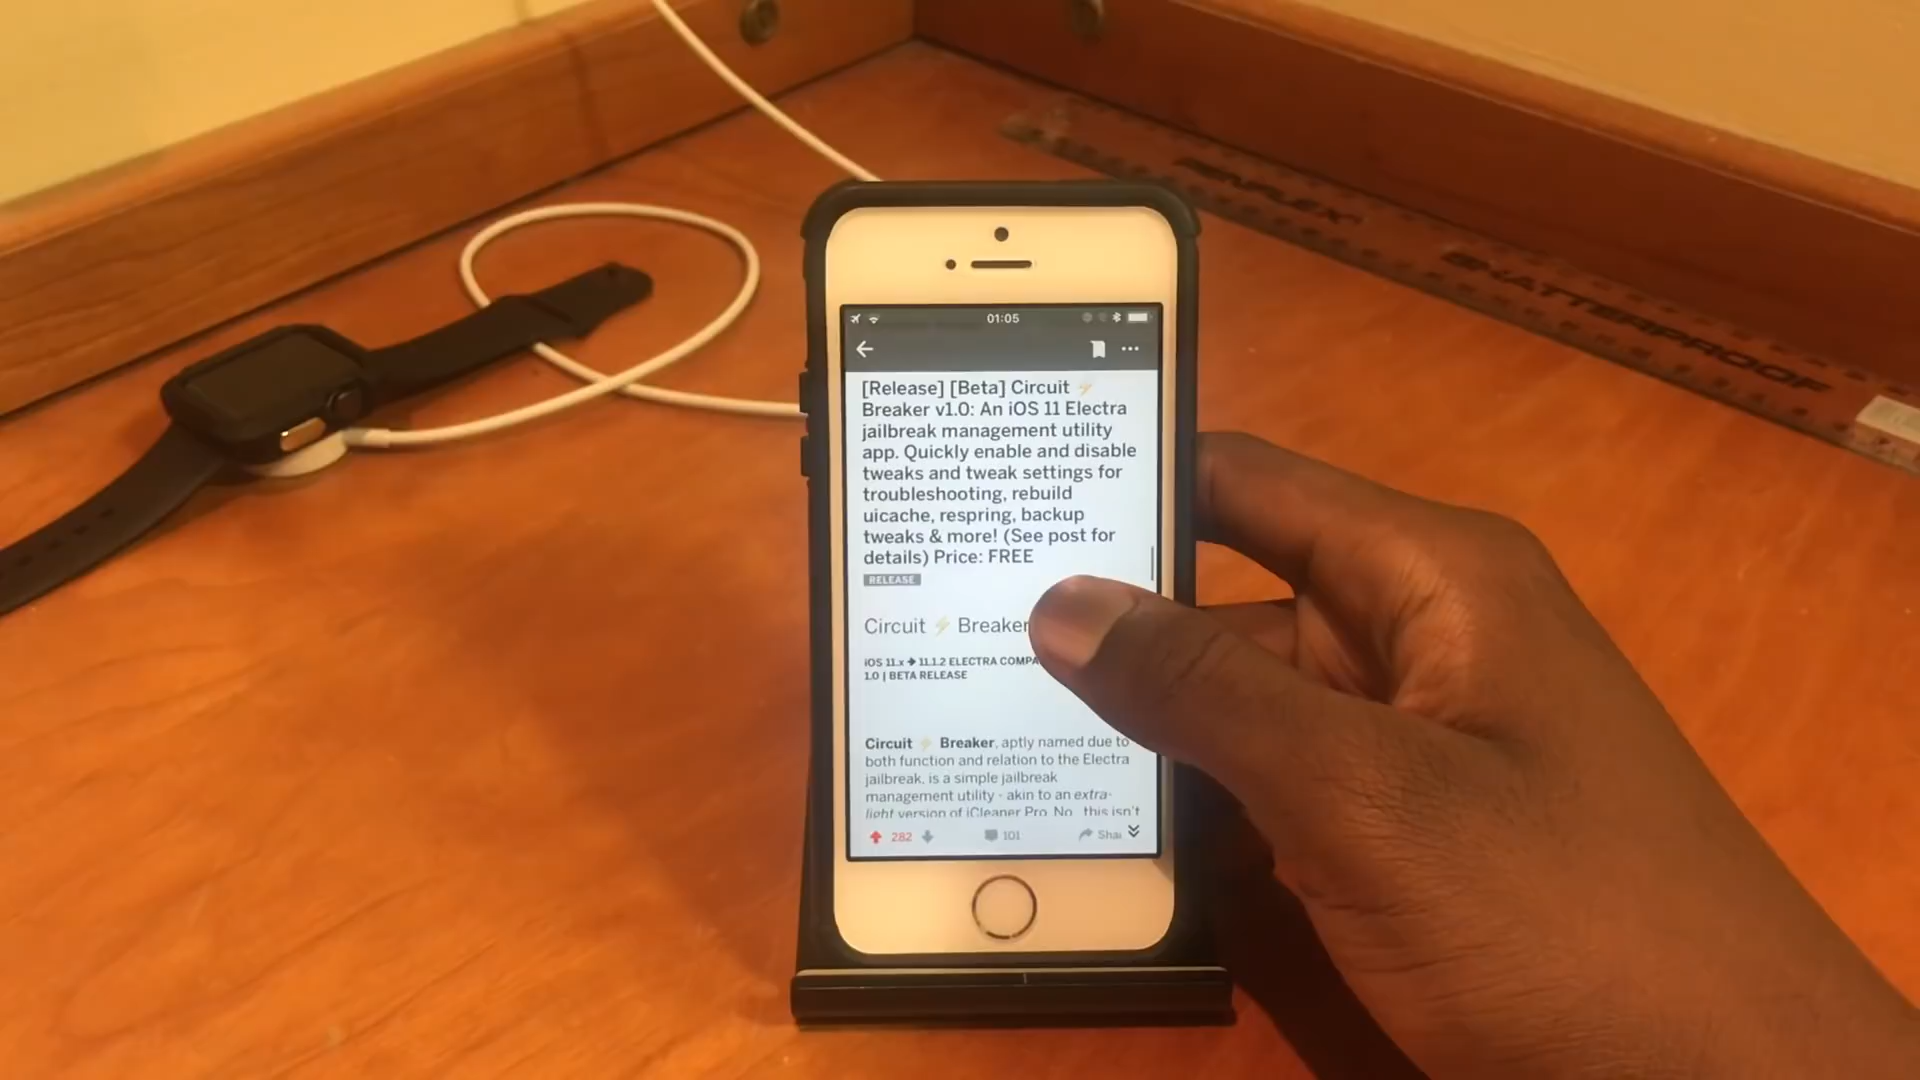 01:05
[Release] [Beta] Circuit ⚡
Breaker v1.0: An iOS 11 Electra
jailbreak management utility
app. Quickly enable and disable
tweaks and tweak settings for
troubleshooting, rebuild
uicache, respring, backup
tweaks & more! (See post for
details) Price: FREE
RELEASE
Circuit ⚡ Breaker
iOS 11.x → 11.1.2 ELECTRA
1.0 | BETA RELEASE
Circuit ⚡ Breaker, aptly named due to
both function and relation to the Electra
jailbreak, is a simple jailbreak
management utility - akin to an extra-
light version of iCleaner Pro. No, this isn't
282 101 Shar
SHATTERPROOF